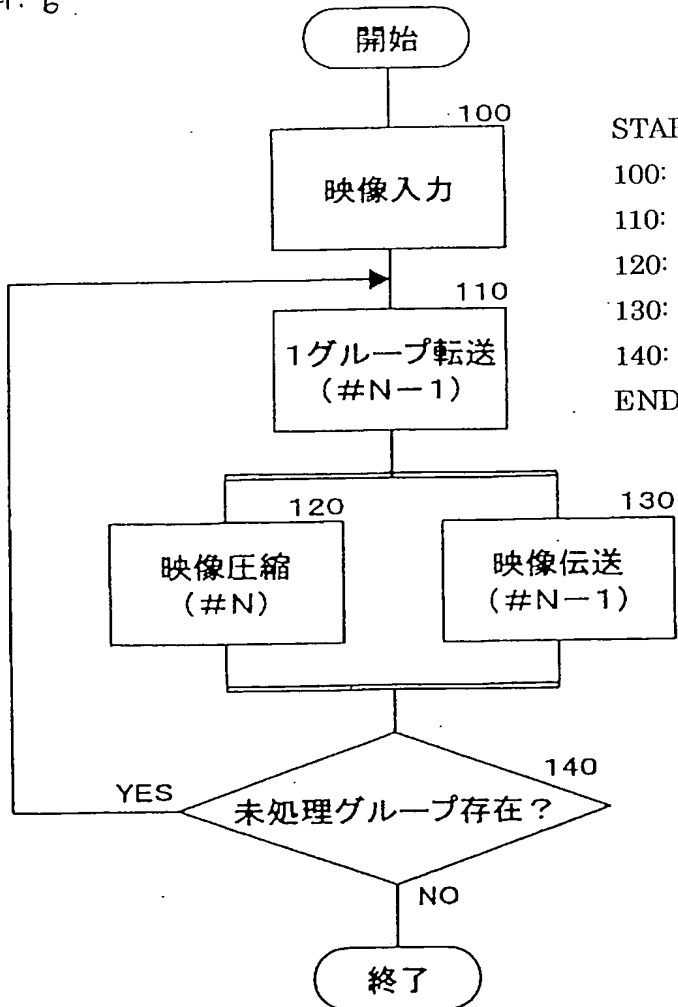 開始
100
映像入力
110
1グループ転送
(#N-1)
120
映像圧縮
(#N)
130
映像伝送
(#N-1)
140
未処理グループ存在?
YES
NO
終了
100:
110:
120:
130:
140:
END